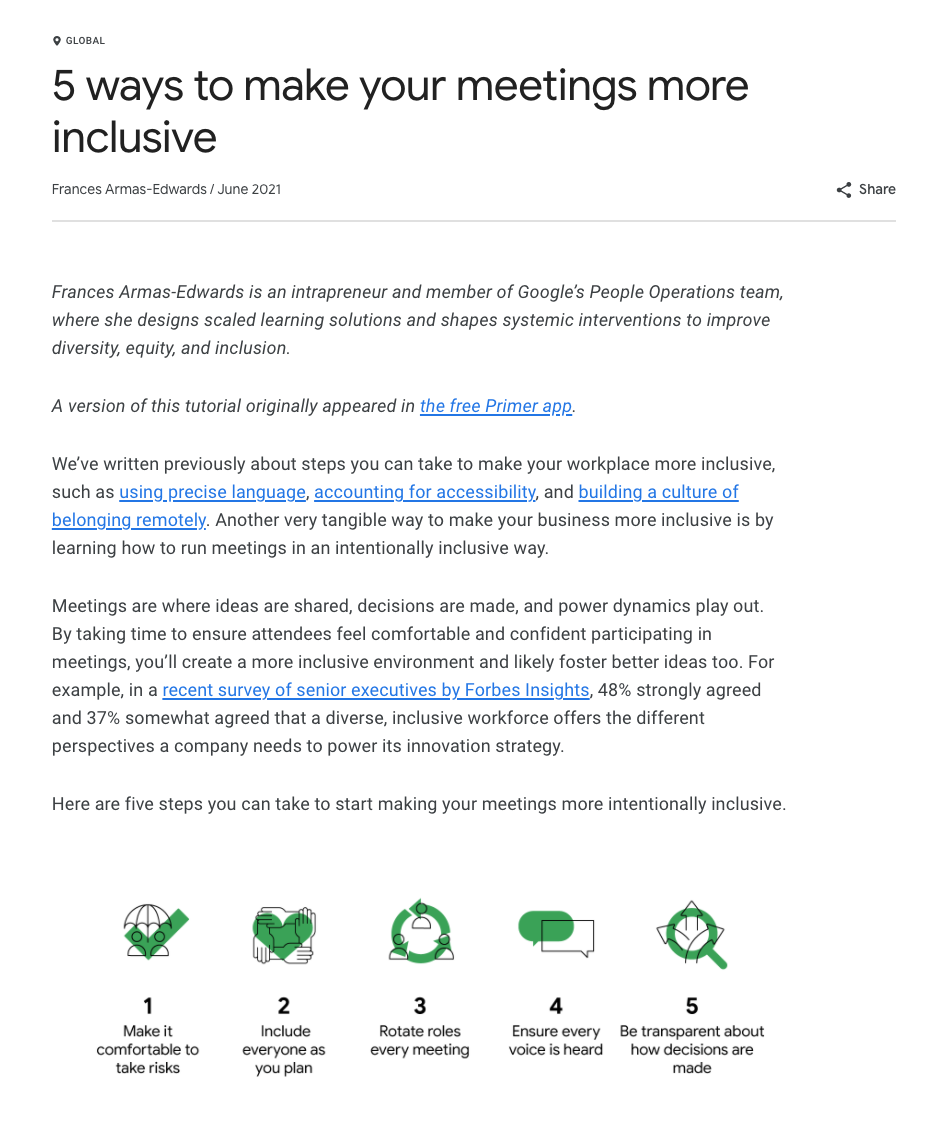 GLOBAL
5 ways to make your meetings more
inclusive
Frances Armas-Edwards / June 2021
Share
Frances Armas-Edwards is an intrapreneur and member of Google’s People Operations team,
where she designs scaled learning solutions and shapes systemic interventions to improve
diversity, equity, and inclusion.
A version of this tutorial originally appeared in the free Primer app.
We’ve written previously about steps you can take to make your workplace more inclusive,
such as using precise language, accounting for accessibility, and building a culture of
belonging remotely. Another very tangible way to make your business more inclusive is by
learning how to run meetings in an intentionally inclusive way.
Meetings are where ideas are shared, decisions are made, and power dynamics play out.
By taking time to ensure attendees feel comfortable and confident participating in
meetings, you’ll create a more inclusive environment and likely foster better ideas too. For
example, in a recent survey of senior executives by Forbes Insights, 48% strongly agreed
and 37% somewhat agreed that a diverse, inclusive workforce offers the different
perspectives a company needs to power its innovation strategy.
Here are five steps you can take to start making your meetings more intentionally inclusive.
1
Make it
comfortable to
take risks
2
Include
everyone as
you plan
3
Rotate roles
every meeting
4
Ensure every
voice is heard
5
Be transparent about
how decisions are
made